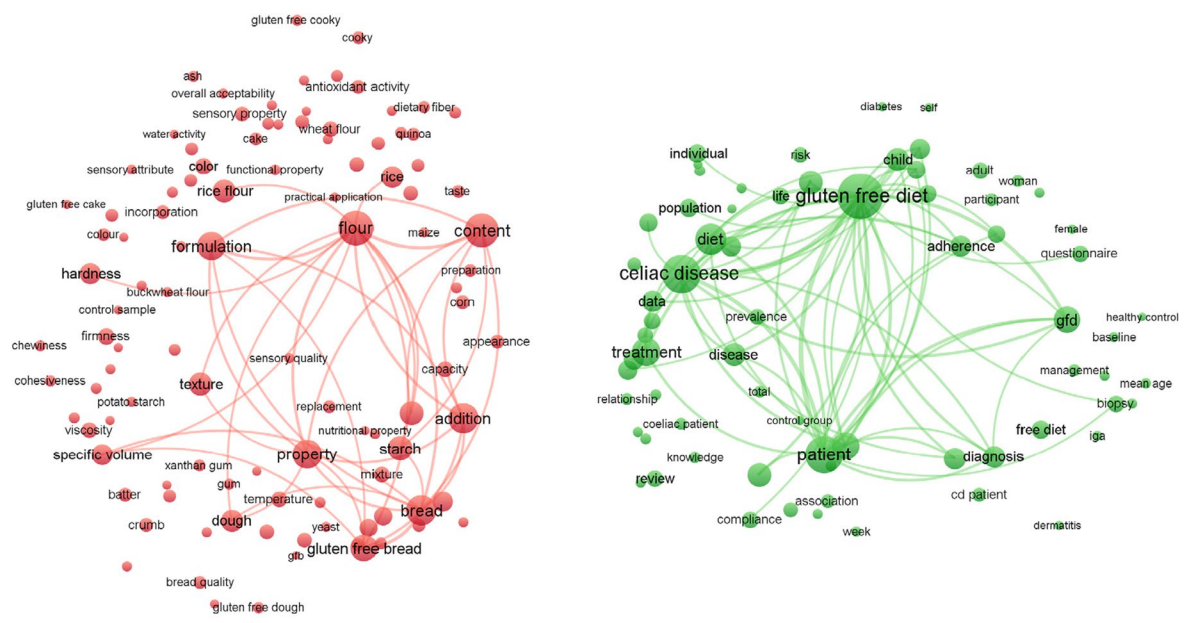 gluten free cooky
cooky
ash
antioxidant activity
overall acceptability
dietary fiber
sensory property
wheat flour
quinoa
water activity
cake
sensory attribute
color
functional property
rice
rice flour
practical application
taste
gluten free cake
incorporation
flour
maize
content
colour
formulation
hardness
preparation
buckwheat flour
corn
control sample
firmness
appearance
chewiness
sensory quality
capacity
cohesiveness
texture
potato starch
replacement
addition
viscosity
nutritional property
specific volume
property
starch
xanthan gum
mixture
gum
batter
temperature
bread
crumb
dough
yeast
gluten free bread
gfb
bread quality
gluten free dough
diabetes
self
individual
risk
child
adult
woman
life
gluten free diet
participant
population
female
diet
adherence
questionnaire
celiac disease
data
prevalence
gfd
healthy control
baseline
treatment
disease
management
mean age
relationship
total
biopsy
coeliac patient
control group
free diet
iga
knowledge
patient
diagnosis
review
association
cd patient
compliance
week
dermatitis